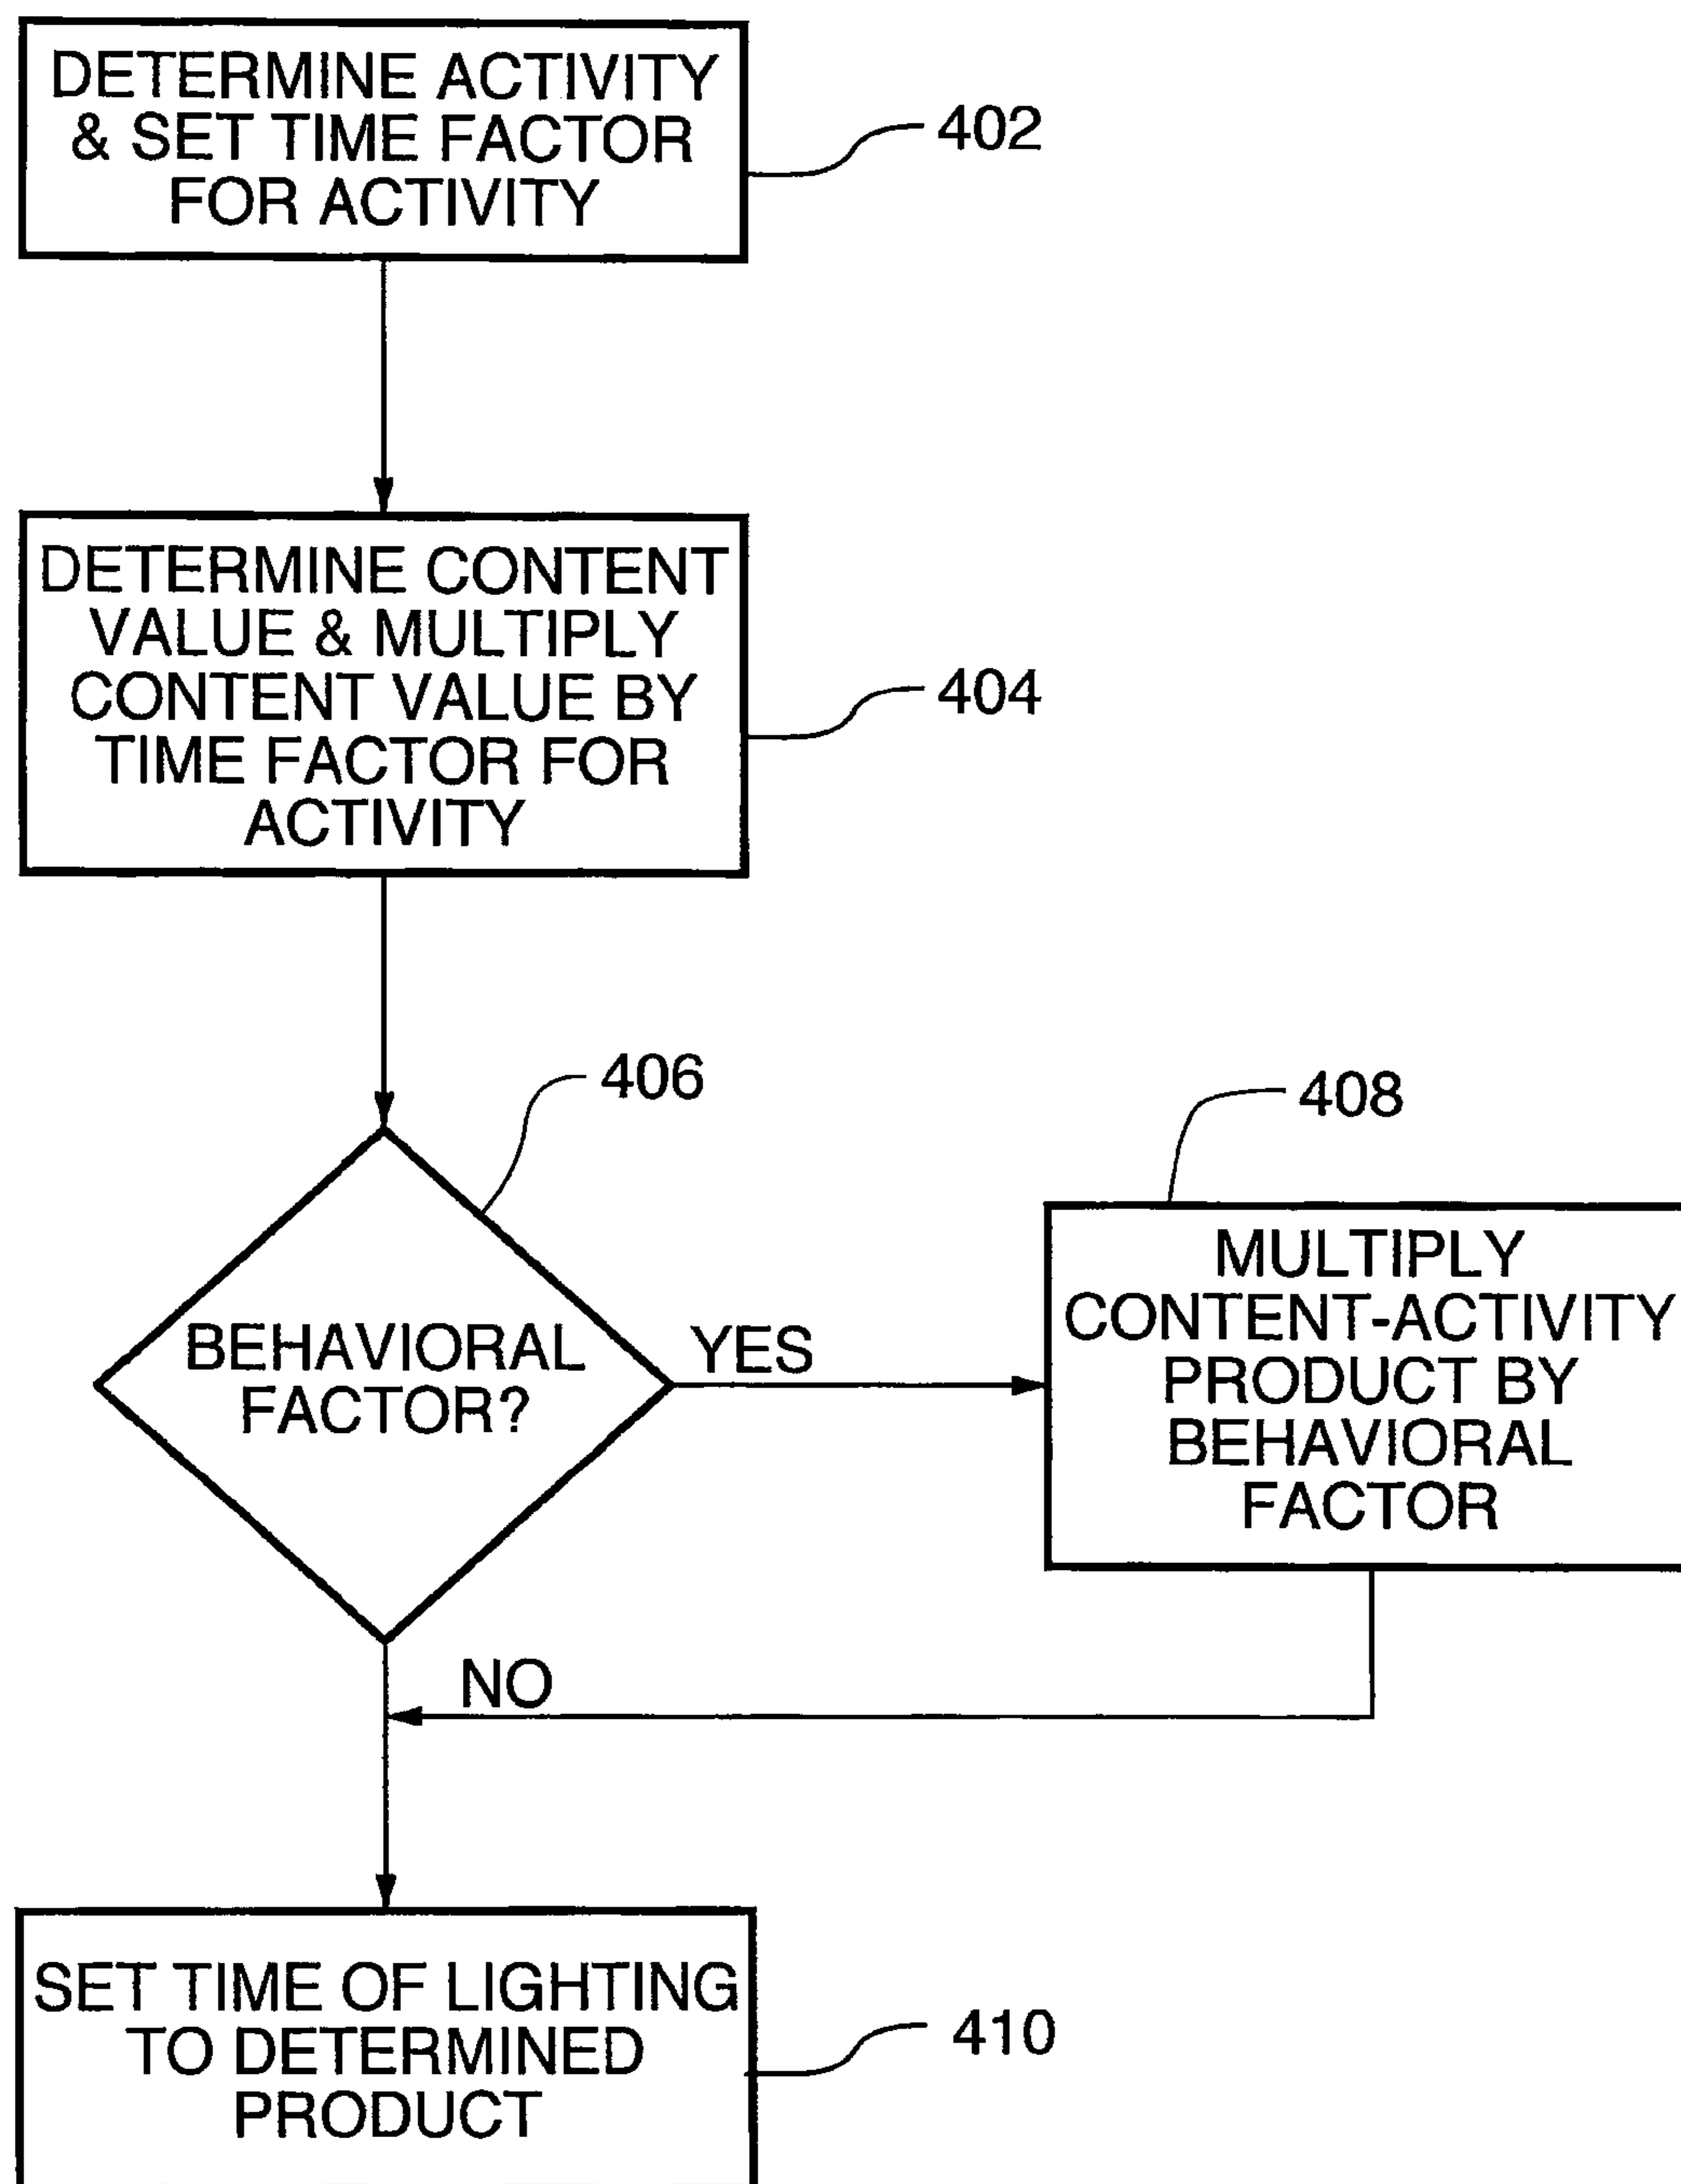 DETERMINE ACTIVITY
& SET TIME FACTOR
FOR ACTIVITY
402
DETERMINE CONTENT
VALUE & MULTIPLY
CONTENT VALUE BY
TIME FACTOR FOR
ACTIVITY
404
406
BEHAVIORAL
FACTOR?
YES
408
MULTIPLY
CONTENT-ACTIVITY
PRODUCT BY
BEHAVIORAL
FACTOR
NO
SET TIME OF LIGHTING
TO DETERMINED
PRODUCT
410